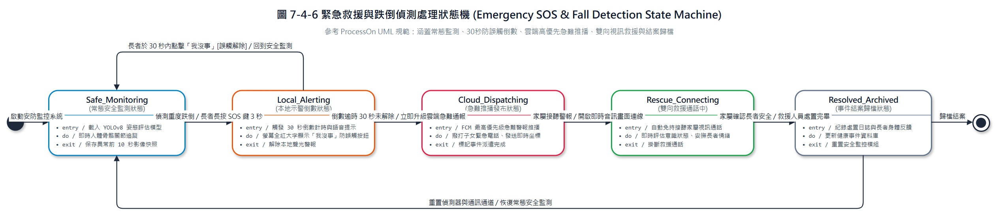 圖 7-4-6 緊急救援與跌倒偵測處理狀態機 (Emergency SOS & Fall Detection State Machine)
參考 ProcessOn UML 規範：涵蓋常態監測、30秒防誤觸倒數、雲端高優先急難推播、雙向視訊救援與結案歸檔
長者於 30 秒內點擊「我沒事」[誤觸解除] / 回到安全監測
啟動安防監控系統
Safe_Monitoring
(常態安全監測狀態)
• entry / 載入 YOLOv8 姿態評估模型
• do / 即時人體骨骼關節追蹤
• exit / 保存異常前 10 秒影像快照
偵測重度跌倒 / 長者長按 SOS 鍵 3 秒
Local_Alerting
(本地示警倒數狀態)
• entry / 觸發 30 秒倒數計時與語音提示
• do / 螢幕全紅大字顯示「我沒事」防誤觸按鈕
• exit / 解除本地聲光警報
倒數逾時 30 秒未解除 / 立即升級雲端急難通報
Cloud_Dispatching
(急難推播發布狀態)
• entry / FCM 最高優先級急難警報推播
• do / 撥打子女緊急電話、發送即時坐標
• exit / 標記事件派遣完成
家屬接聽警報 / 開啟即時音訊畫面連線
Rescue_Connecting
(雙向救援通話中)
• entry / 自動免持接聽家屬視訊通話
• do / 即時評估意識狀態、安撫長者情緒
• exit / 掛斷救援通話
家屬確認長者安全 / 救援人員處置完畢
Resolved_Archived
(事件結案歸檔狀態)
• entry / 紀錄處置日誌與長者身體反饋
• do / 更新健康事件資料庫
• exit / 重置安全監控模組
歸檔結案
重置偵測器與通訊通道 / 恢復常態安全監測